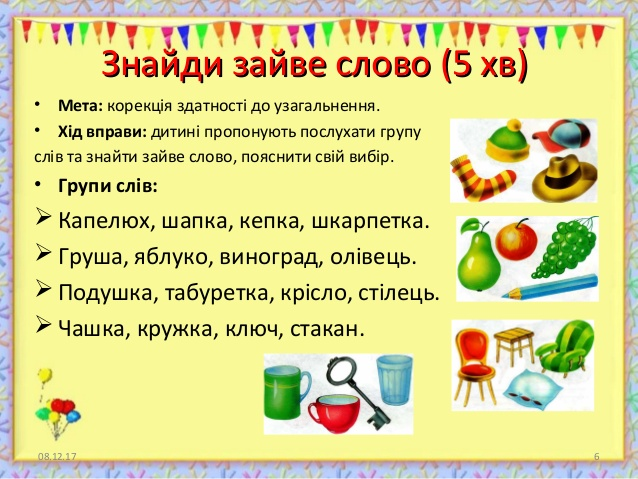 Знайди зайве слово (5 хв)
• Мета: корекція здатності до узагальнення.
• Хід вправи: дитині пропонують послухати групу
слів та знайти зайве слово, пояснити свій вибір.
• Групи слів:
➢ Капелюх, шапка, кепка, шкарпетка.
➢ Груша, яблуко, виноград, олівець.
➢ Подушка, табуретка, крісло, стілець.
➢ Чашка, кружка, ключ, стакан.
08.12.17
6